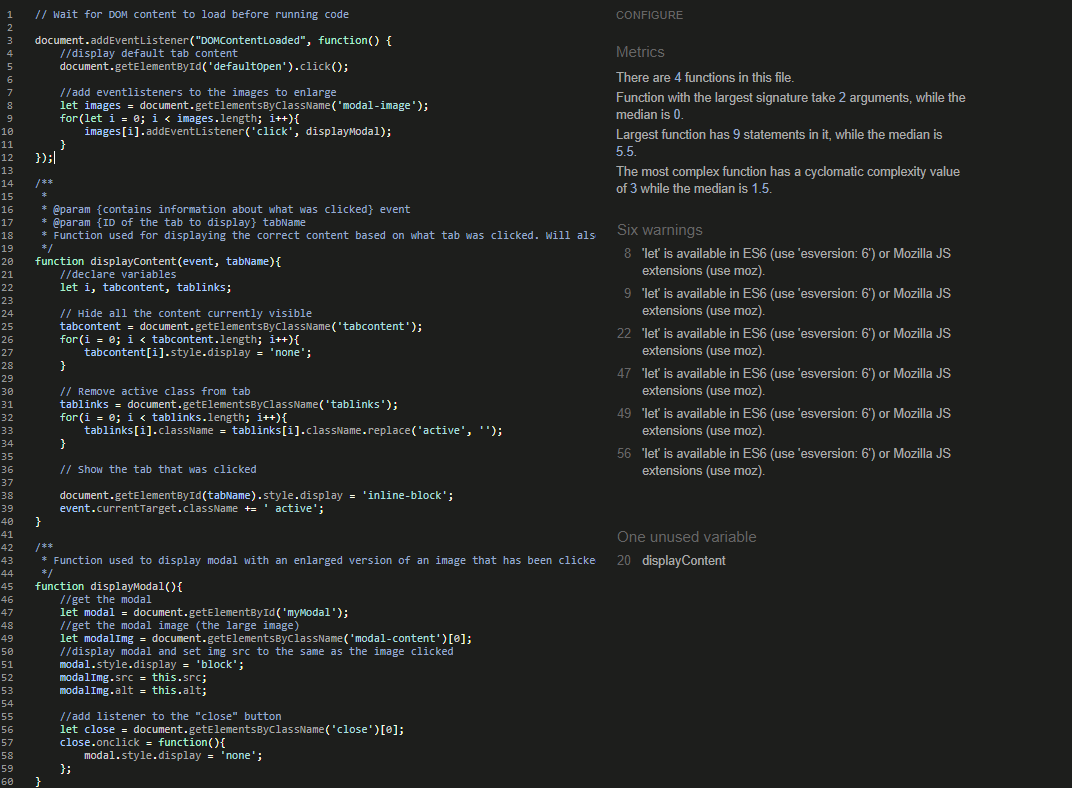 1 // Wait for DOM content to load before running code
2
3 document.addEventListener("DOMContentLoaded", function() {
4 //display default tab content
5 document.getElementById('defaultOpen').click();
6
7 //add eventlisteners to the images to enlarge
8 let images = document.getElementsByClassName('modal-image');
9 for(let i = 0; i < images.length; i++){
10 images[i].addEventListener('click', displayModal);
11 }
12 });
13
14 /**
15 *
16 * @param {contains information about what was clicked} event
17 * @param {ID of the tab to display} tabName
18 * Function used for displaying the correct content based on what tab was clicked. Will als
19 */
20 function displayContent(event, tabName){
21 //declare variables
22 let i, tabcontent, tablinks;
23
24 // Hide all the content currently visible
25 tabcontent = document.getElementsByClassName('tabcontent');
26 for(i = 0; i < tabcontent.length; i++){
27 tabcontent[i].style.display = 'none';
28 }
29
30 // Remove active class from tab
31 tablinks = document.getElementsByClassName('tablinks');
32 for(i = 0; i < tablinks.length; i++){
33 tablinks[i].className = tablinks[i].className.replace('active', '');
34 }
35
36 // Show the tab that was clicked
37
38 document.getElementById(tabName).style.display = 'inline-block';
39 event.currentTarget.className += ' active';
40 }
41
42 /**
43 * Function used to display modal with an enlarged version of an image that has been clicke
44 */
45 function displayModal(){
46 //get the modal
47 let modal = document.getElementById('myModal');
48 //get the modal image (the large image)
49 let modalImg = document.getElementsByClassName('modal-content')[0];
50 //display modal and set img src to the same as the image clicked
51 modal.style.display = 'block';
52 modalImg.src = this.src;
53 modalImg.alt = this.alt;
54
55 //add listener to the "close" button
56 let close = document.getElementsByClassName('close')[0];
57 close.onclick = function(){
58 modal.style.display = 'none';
59 };
60 }
CONFIGURE
Metrics
There are 4 functions in this file.
Function with the largest signature take 2 arguments, while the
median is 0.
Largest function has 9 statements in it, while the median is
5.5.
The most complex function has a cyclomatic complexity value
of 3 while the median is 1.5.
Six warnings
8 'let' is available in ES6 (use 'esversion: 6') or Mozilla JS
extensions (use moz).
9 'let' is available in ES6 (use 'esversion: 6') or Mozilla JS
extensions (use moz).
22 'let' is available in ES6 (use 'esversion: 6') or Mozilla JS
extensions (use moz).
47 'let' is available in ES6 (use 'esversion: 6') or Mozilla JS
extensions (use moz).
49 'let' is available in ES6 (use 'esversion: 6') or Mozilla JS
extensions (use moz).
56 'let' is available in ES6 (use 'esversion: 6') or Mozilla JS
extensions (use moz).
One unused variable
20 displayContent